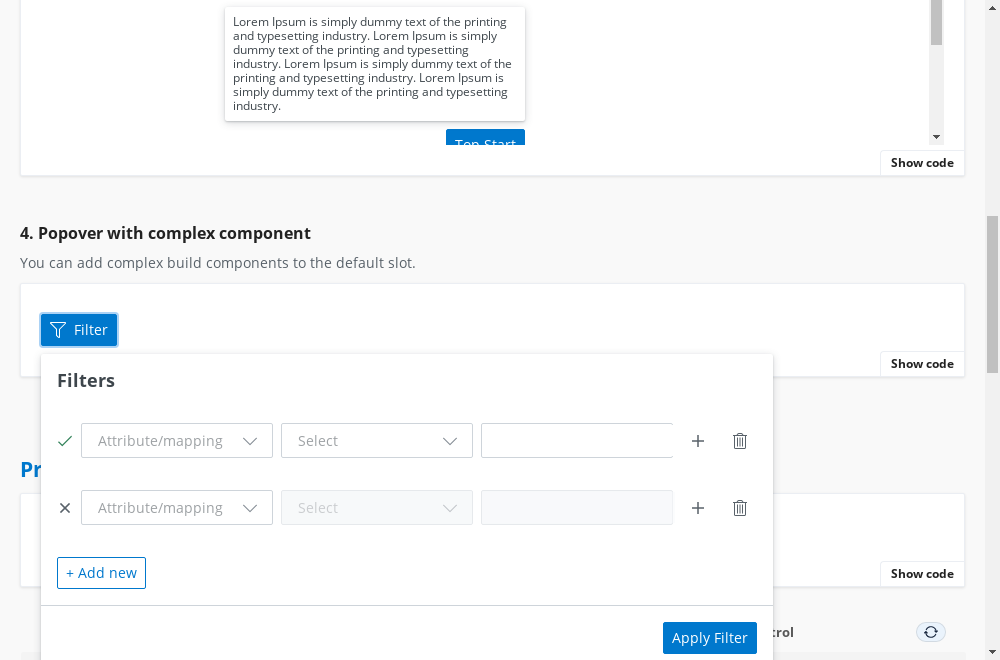 Lorem Ipsum is simply dummy text of the printing
and typesetting industry. Lorem Ipsum is simply
dummy text of the printing and typesetting
industry. Lorem Ipsum is simply dummy text of the
printing and typesetting industry. Lorem Ipsum is
simply dummy text of the printing and typesetting
industry.
Top Start
Show code
4. Popover with complex component
You can add complex build components to the default slot.
Filter
Show code
Filters
Attribute/mapping
Select
Pr
Attribute/mapping
Select
+ Add new
Show code
trol
Apply Filter